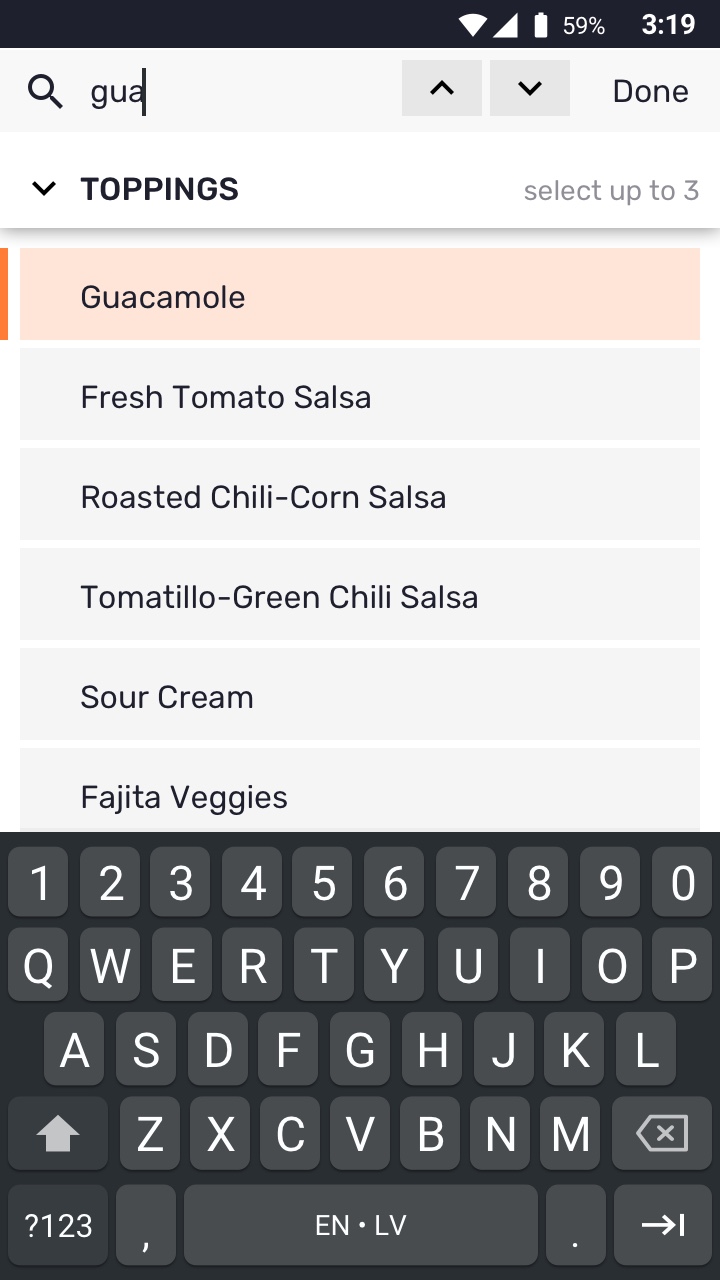 59% 3:19
gua Done
TOPPINGS select up to 3
Guacamole
Fresh Tomato Salsa
Roasted Chili-Corn Salsa
Tomatillo-Green Chili Salsa
Sour Cream
Fajita Veggies
1 2 3 4 5 6 7 8 9 0
Q W E R T Y U I O P
A S D F G H J K L
Z X C V B N M
?123 , EN • LV .